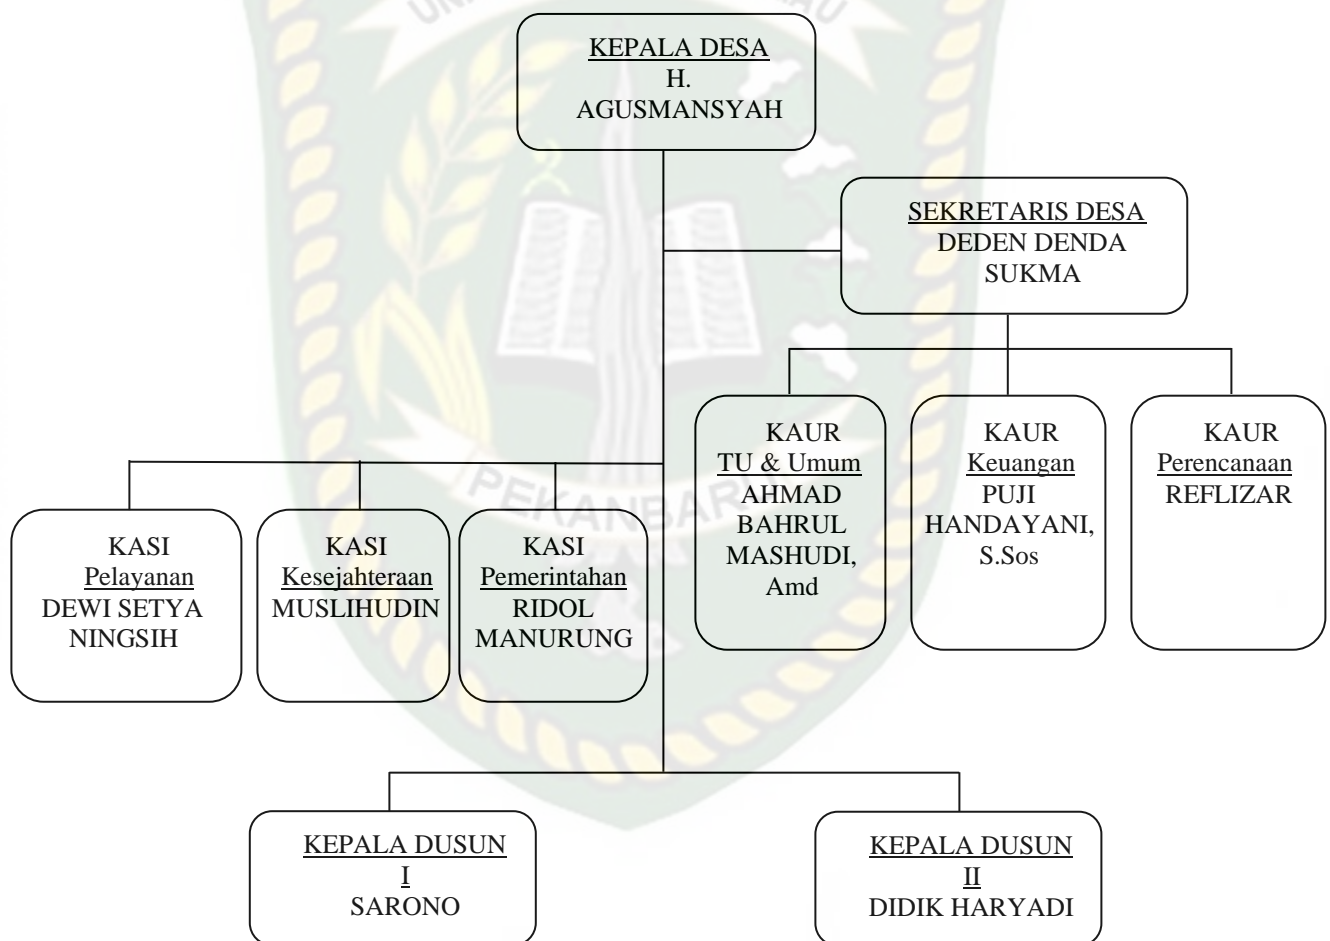 KEPALA DESA
H.
AGUSMANSYAH
SEKRETARIS DESA
DEDEN DENDA
SUKMA
KAUR
TU & Umum
AHMAD
BAHRUL
MASHUDI,
Amd
KAUR
Keuangan
PUJI
HANDAYANI,
S.Sos
KAUR
Perencanaan
REFLIZAR
KASI
Pelayanan
DEWI SETYA
NINGSIH
KASI
Kesejahteraan
MUSLIHUDIN
KASI
Pemerintahan
RIDOL
MANURUNG
KEPALA DUSUN
I
SARONO
KEPALA DUSUN
II
DIDIK HARYADI